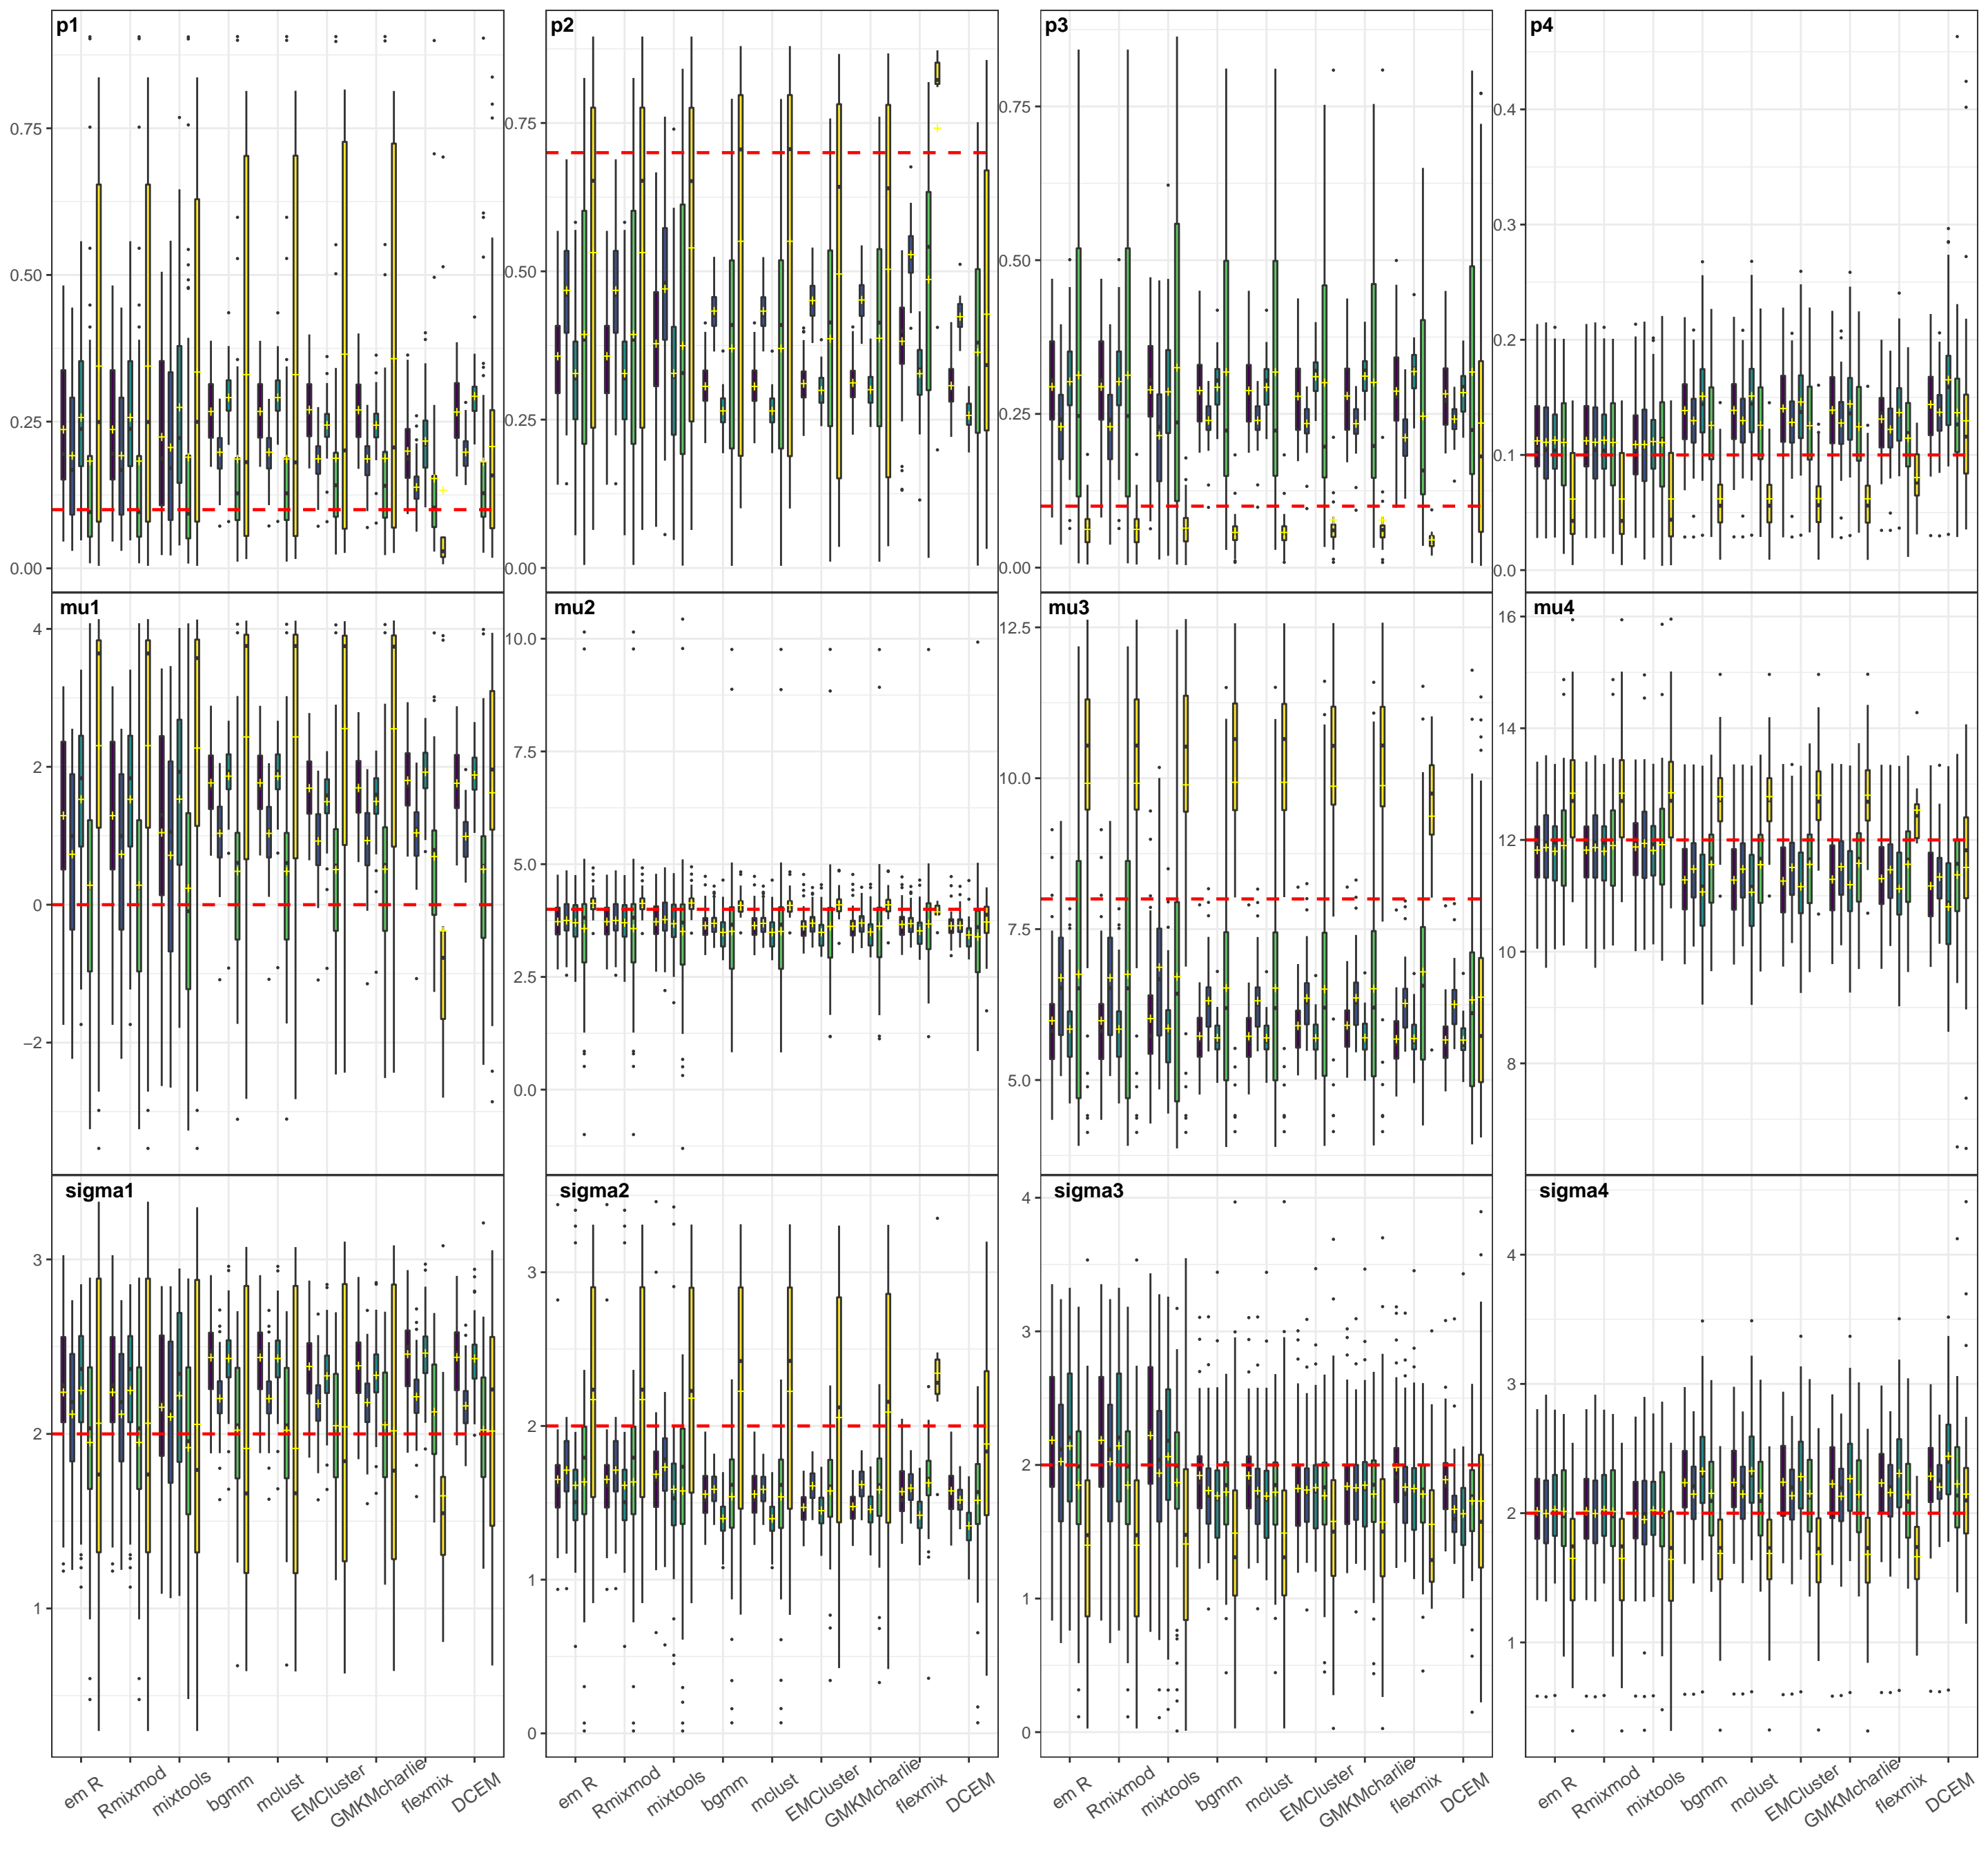 p1 p2 p3 p4
0.75 0.50 0.25 0.00
0.75 0.50 0.25 0.00
0.75 0.50 0.25 0.00
0.4 0.3 0.2 0.1 0.0
mu1 mu2 mu3 mu4
4 2 0 −2
10.0 7.5 5.0 2.5 0.0
12.5 10.0 7.5 5.0
16 14 12 10 8
sigma1 sigma2 sigma3 sigma4
3 2 1
3 2 1 0
4 3 2 1 0
4 3 2 1
em R Rmixmod mixtools bgmm mclust EMCluster GMKMcharlie flexmix DCEM
em R Rmixmod mixtools bgmm mclust EMCluster GMKMcharlie flexmix DCEM
em R Rmixmod mixtools bgmm mclust EMCluster GMKMcharlie flexmix DCEM
em R Rmixmod mixtools bgmm mclust EMCluster GMKMcharlie flexmix DCEM